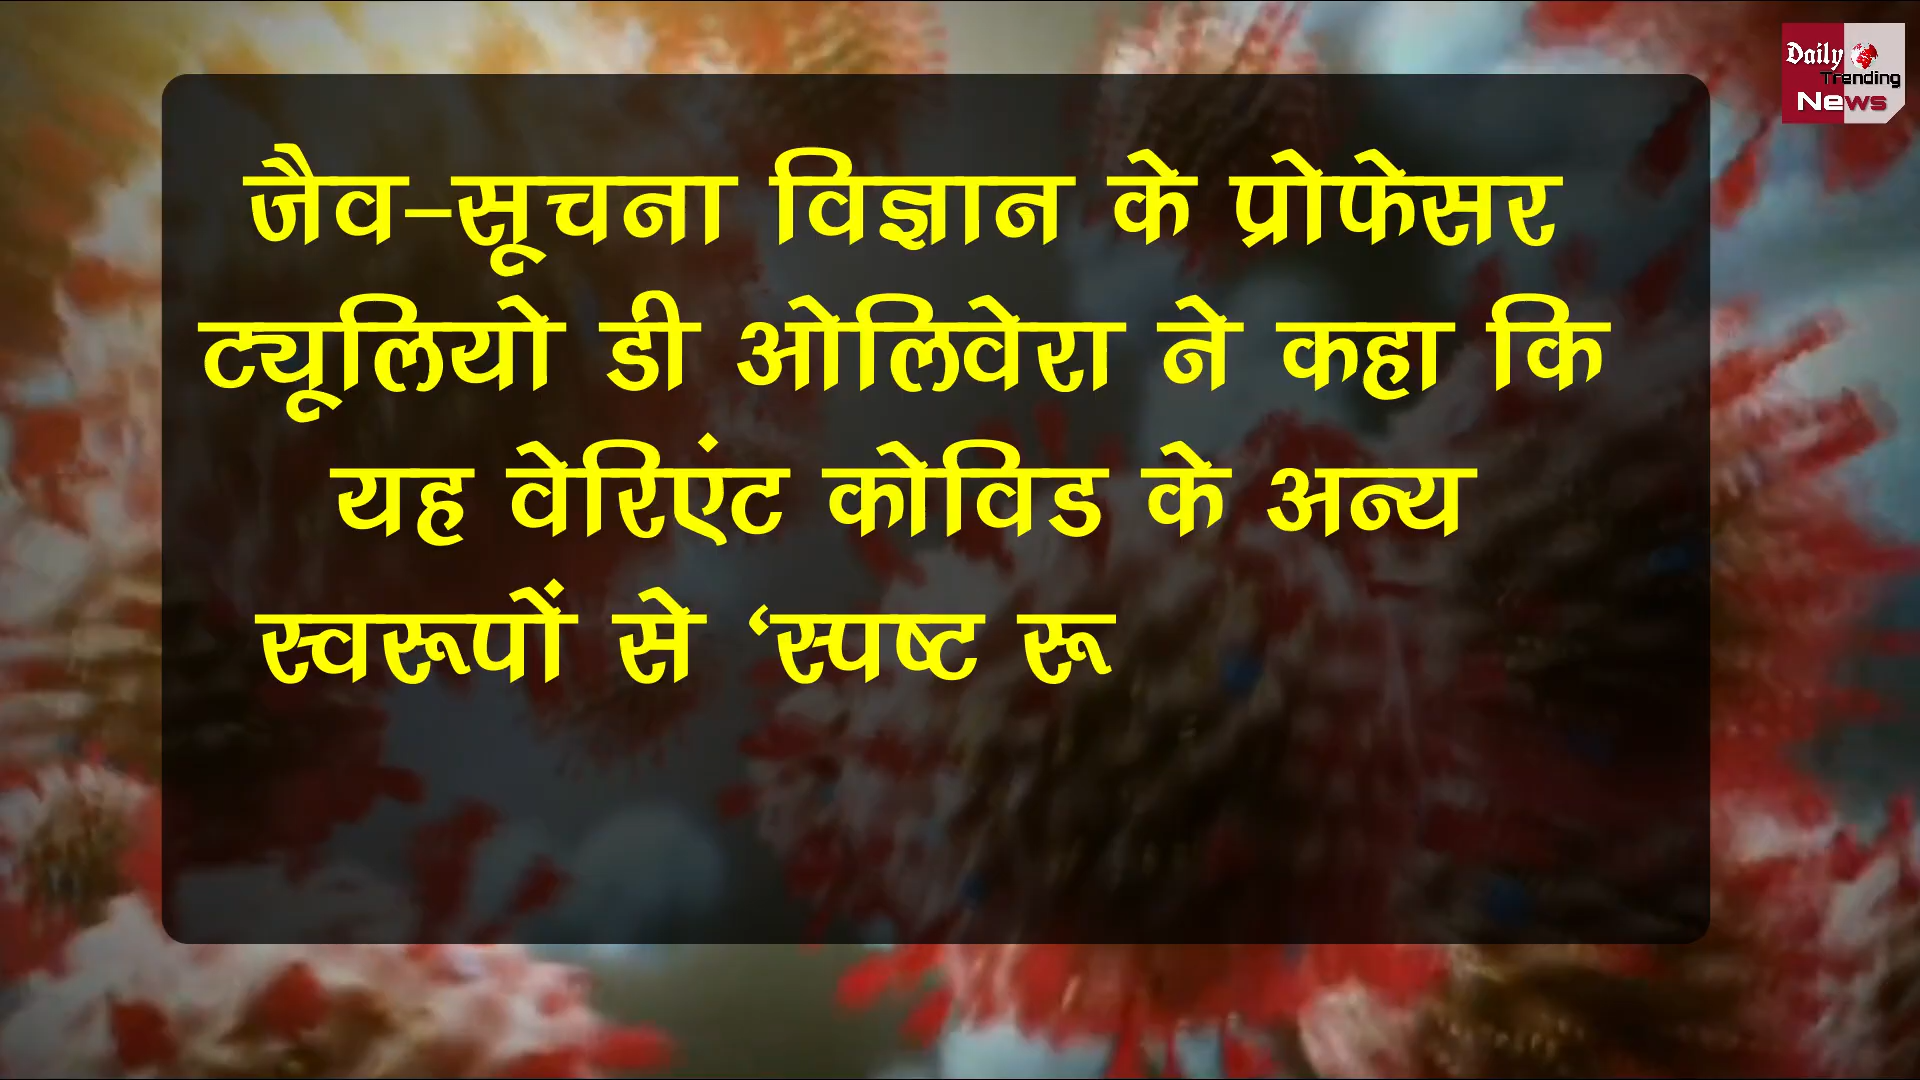 Daily
Trending
News
जैव-सूचना विज्ञान के प्रोफेसर
ट्यूलियो डी ओलिवेरा ने कहा कि
यह वेरिएंट कोविड के अन्य
स्वरूपों से ‘स्पष्ट रू